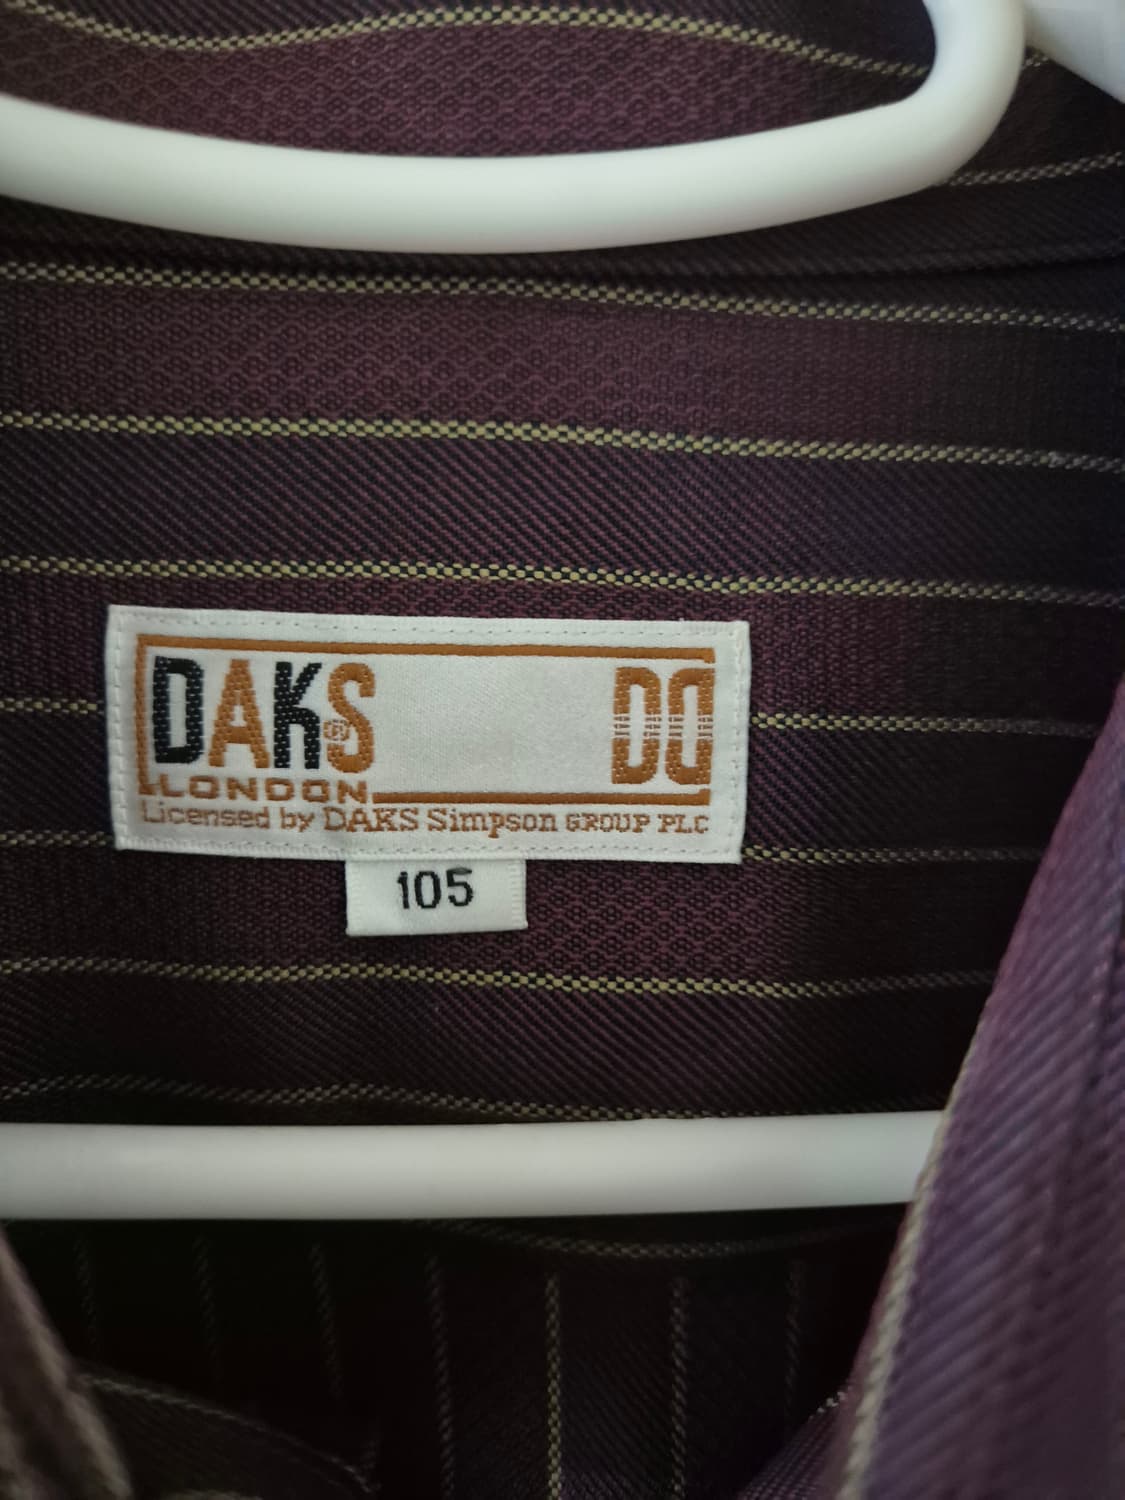 DAKS® DD
LONDON
Licensed by DAKS Simpson GROUP PLC
105